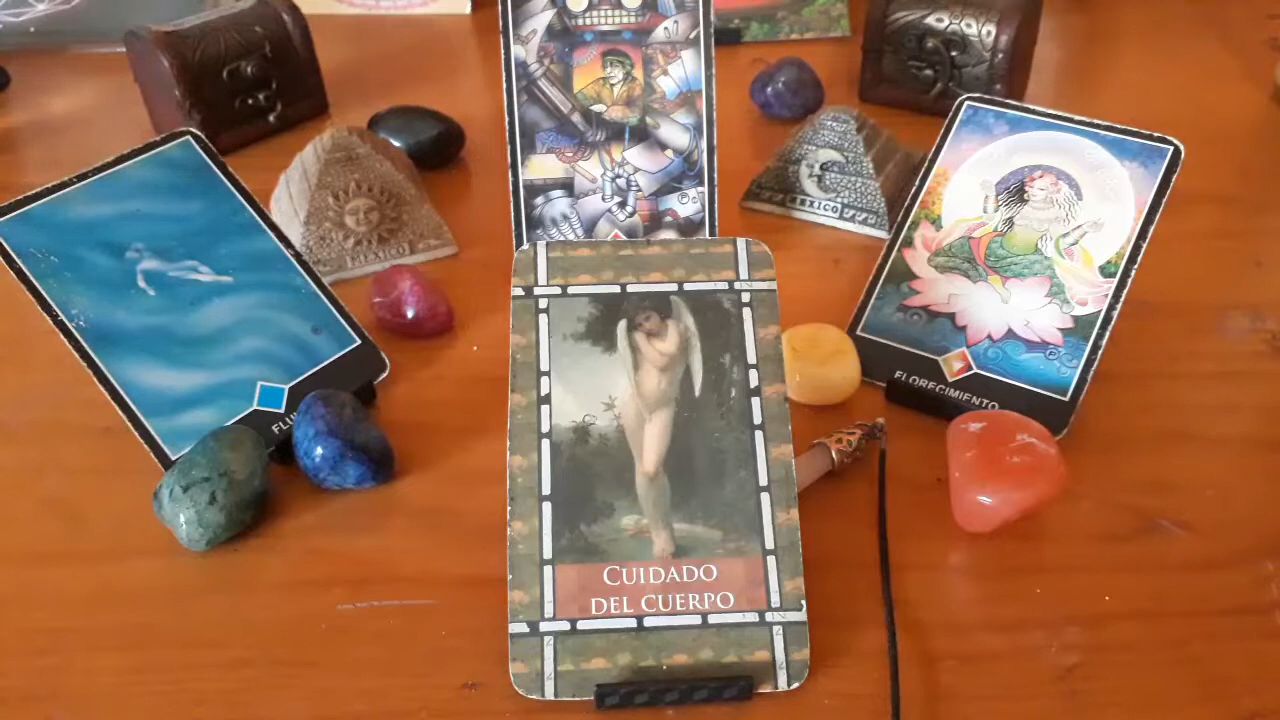 MEXICO
MEXICO
FLORECIMIENTO
CUIDADO
DEL CUERPO